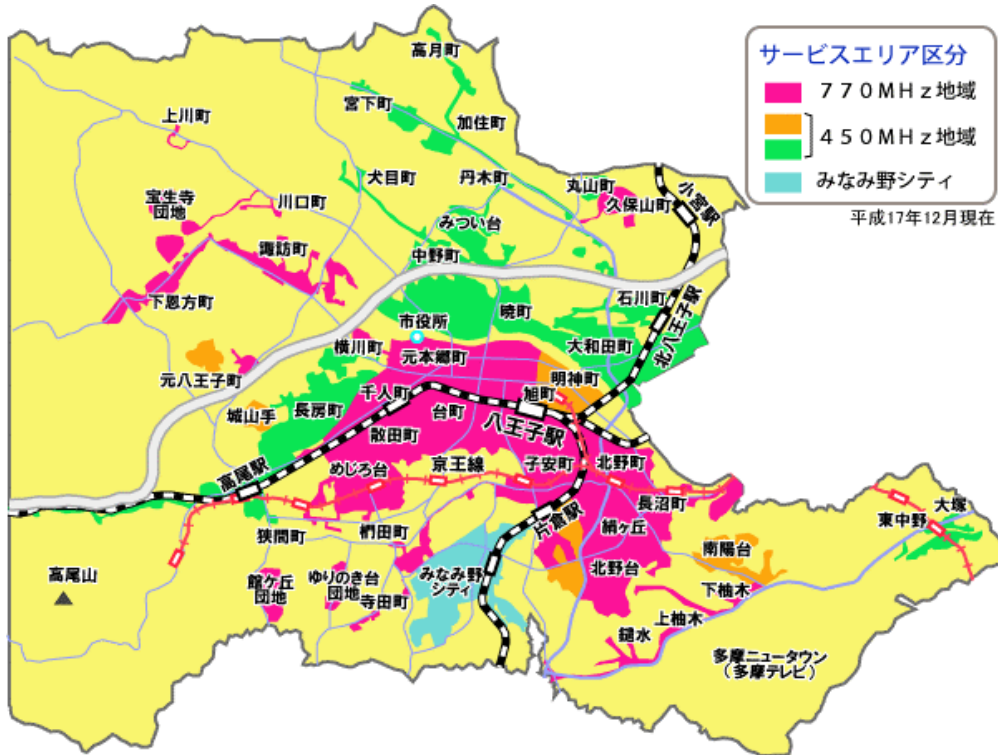 サービスエリア区分
７７０ＭＨｚ地域
４５０ＭＨｚ地域
みなみ野シティ
平成17年12月現在
高月町
宮下町
加住町
上川町
犬目町
丹木町
丸山町
久保山町
小宮駅
宝生寺
団地
川口町
みつい台
諏訪町
中野町
下恩方町
石川町
暁町
市役所
北八王子駅
横川町
元本郷町
大和田町
元八王子町
明神町
千人町
旭町
城山手
長房町
台町
八王子駅
散田町
めじろ台
京王線
子安町
北野町
高尾駅
長沼町
大塚
東中野
狭間町
椚田町
片倉駅
絹ヶ丘
南陽台
高尾山
館ケ丘
団地
ゆりのき台
団地
寺田町
みなみ野
シティ
北野台
下柚木
上柚木
鑓水
多摩ニュータウン
（多摩テレビ）